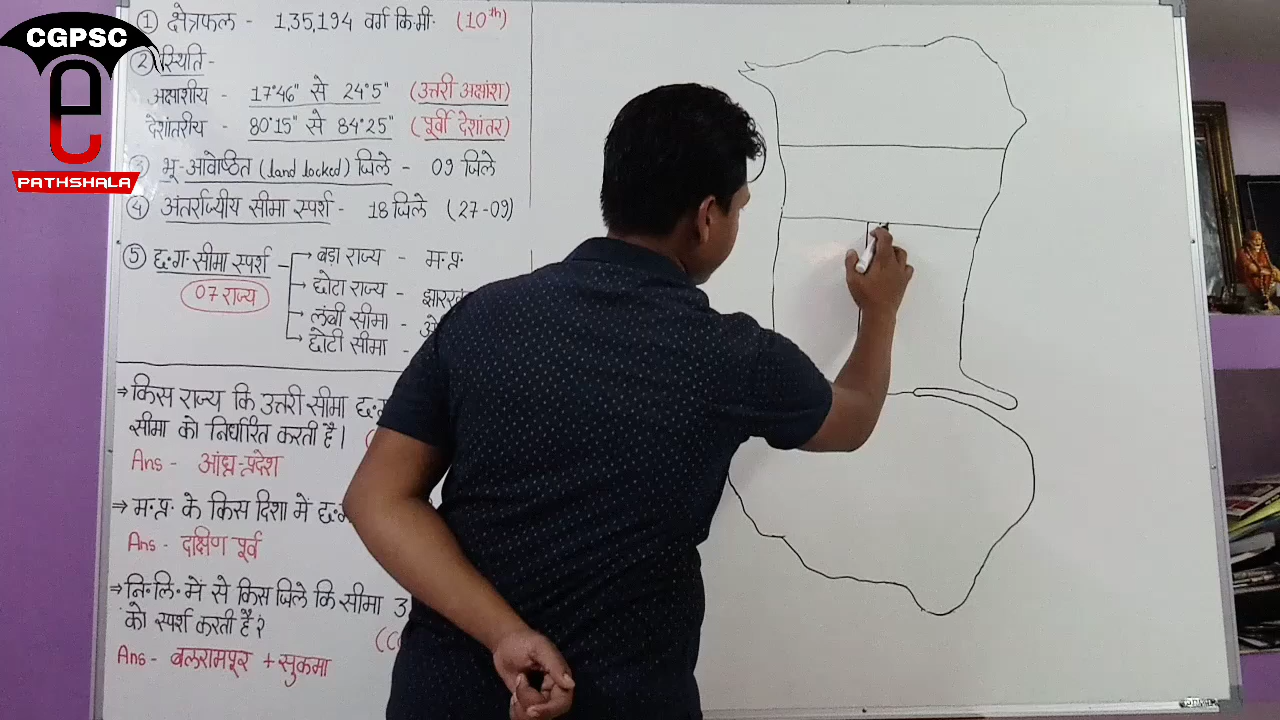 CGPSC
e
PATHSHALA
① क्षेत्रफल - 1,35,194 वर्ग कि.मी. (10th)
② स्थिति -
अक्षांशीय - 17°46" से 24°5" (उत्तरी अक्षांश)
देशांतरीय - 80°15" से 84°25" (पूर्वी देशांतर)
③ भू-आवेष्ठित (land locked) जिले - 09 जिले
④ अंतर्राज्यीय सीमा स्पर्श - 18 जिले (27-09)
⑤ छ.ग. सीमा स्पर्श
07 राज्य
बड़ा राज्य - म.प्र.
छोटा राज्य -
लंबी सीमा -
छोटी सीमा -
⇒ किस राज्य कि उत्तरी सीमा
सीमा को निर्धारित करती है।
Ans - आंध्र-प्रदेश
⇒ म.प्र. के किस दिशा में
Ans - दक्षिण पूर्व
⇒ नि.लि. में से किस जिले कि सीमा
को स्पर्श करती है?
Ans - बलरामपुर + सुकमा